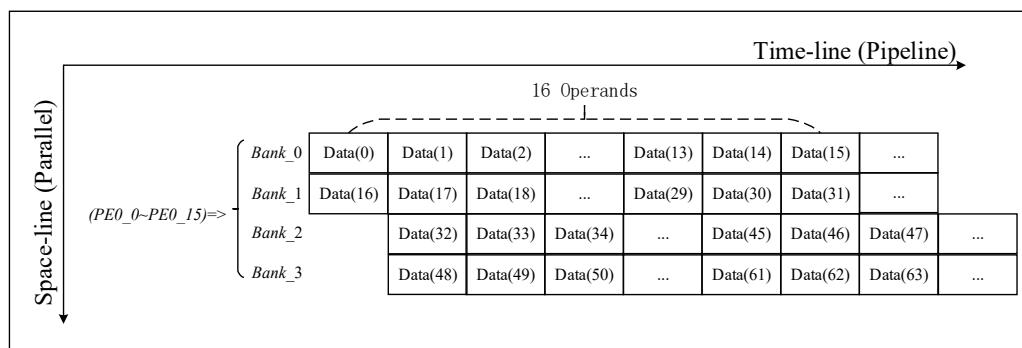 Time-line (Pipeline)
Space-line (Parallel)
16 Operands
(PE0_0~PE0_15)=>
Bank_0 Data(0) Data(1) Data(2) ... Data(13) Data(14) Data(15) ...
Bank_1 Data(16) Data(17) Data(18) ... Data(29) Data(30) Data(31) ...
Bank_2 Data(32) Data(33) Data(34) ... Data(45) Data(46) Data(47) ...
Bank_3 Data(48) Data(49) Data(50) ... Data(61) Data(62) Data(63) ...